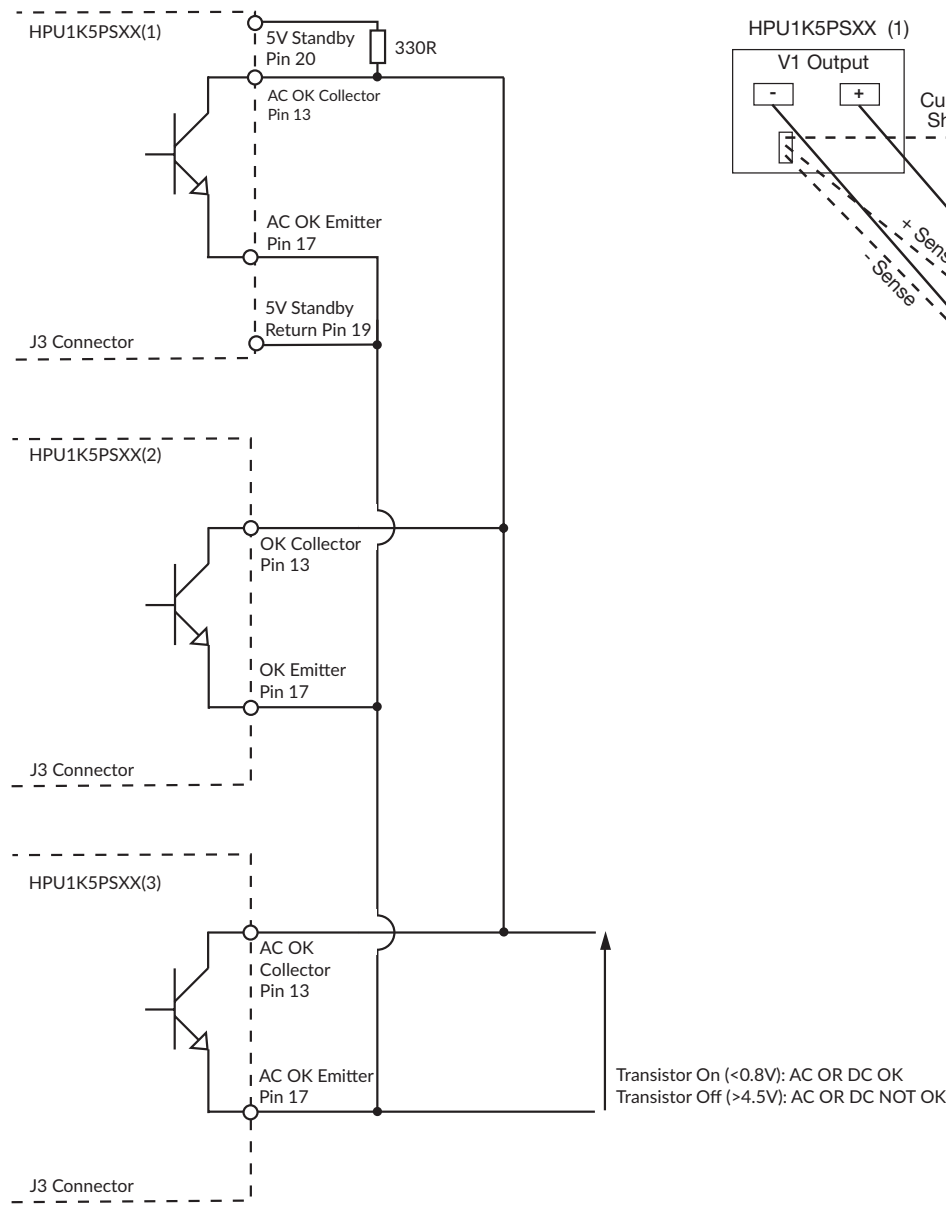 HPU1K5PSXX(1)
5V Standby
Pin 20
330R
AC OK Collector
Pin 13
AC OK Emitter
Pin 17
5V Standby
Return Pin 19
J3 Connector
HPU1K5PSXX(2)
OK Collector
Pin 13
OK Emitter
Pin 17
J3 Connector
HPU1K5PSXX(3)
AC OK
Collector
Pin 13
AC OK Emitter
Pin 17
J3 Connector
Transistor On (<0.8V): AC OR DC OK
Transistor Off (>4.5V): AC OR DC NOT OK
HPU1K5PSXX (1)
V1 Output
-
+
+ Sens
- Sense